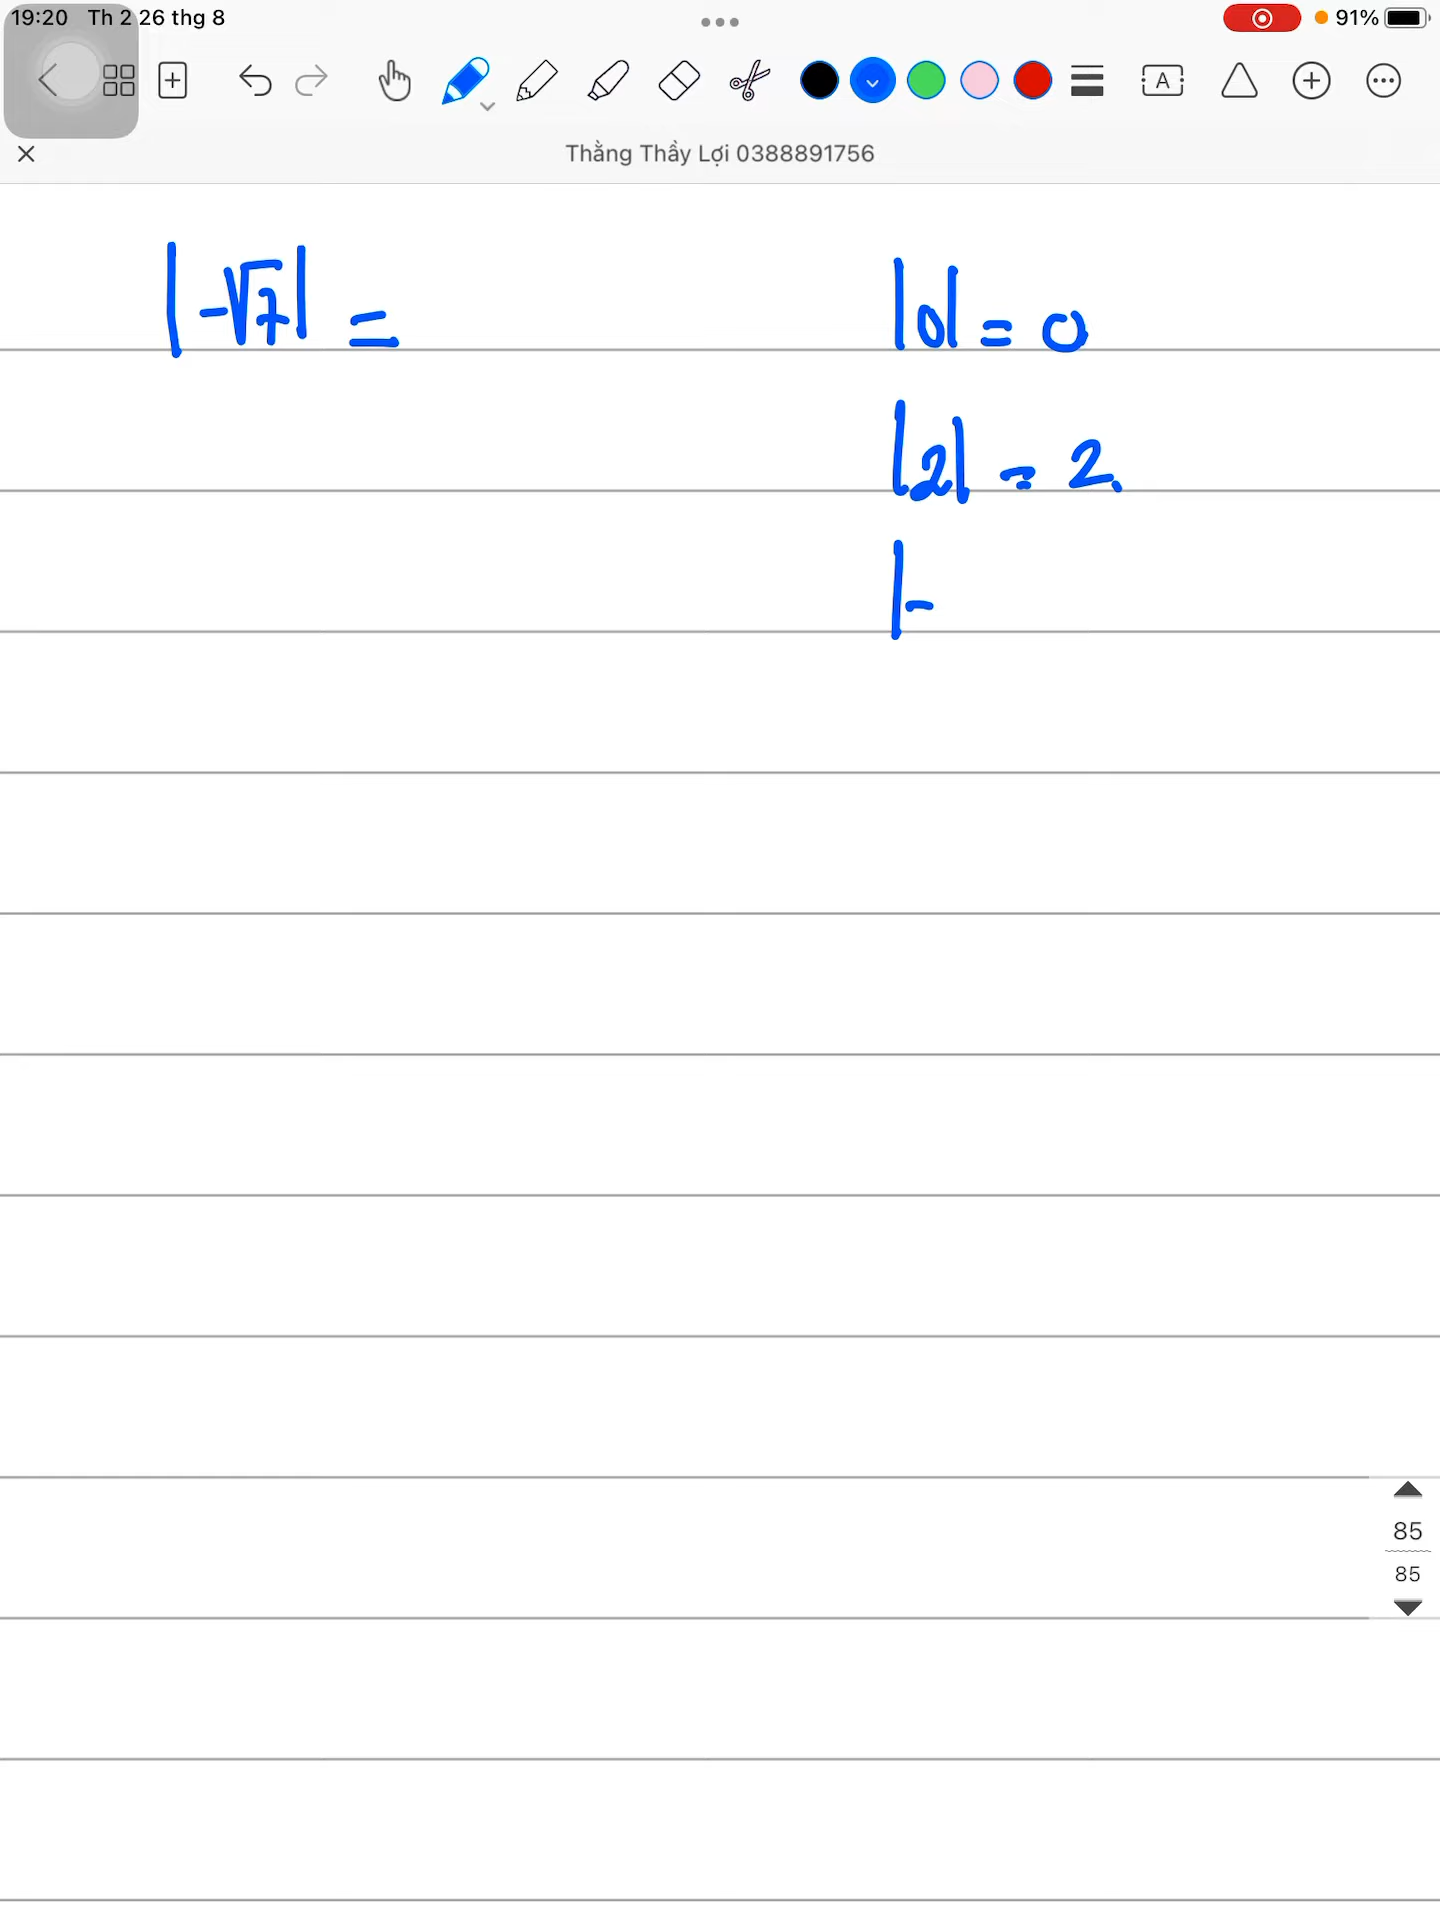 19:20 Th 2 26 thg 8 91%
A
Thằng Thầy Lợi 0388891756
|-√7| = |0| = 0
|2| = 2.
|-
85
85